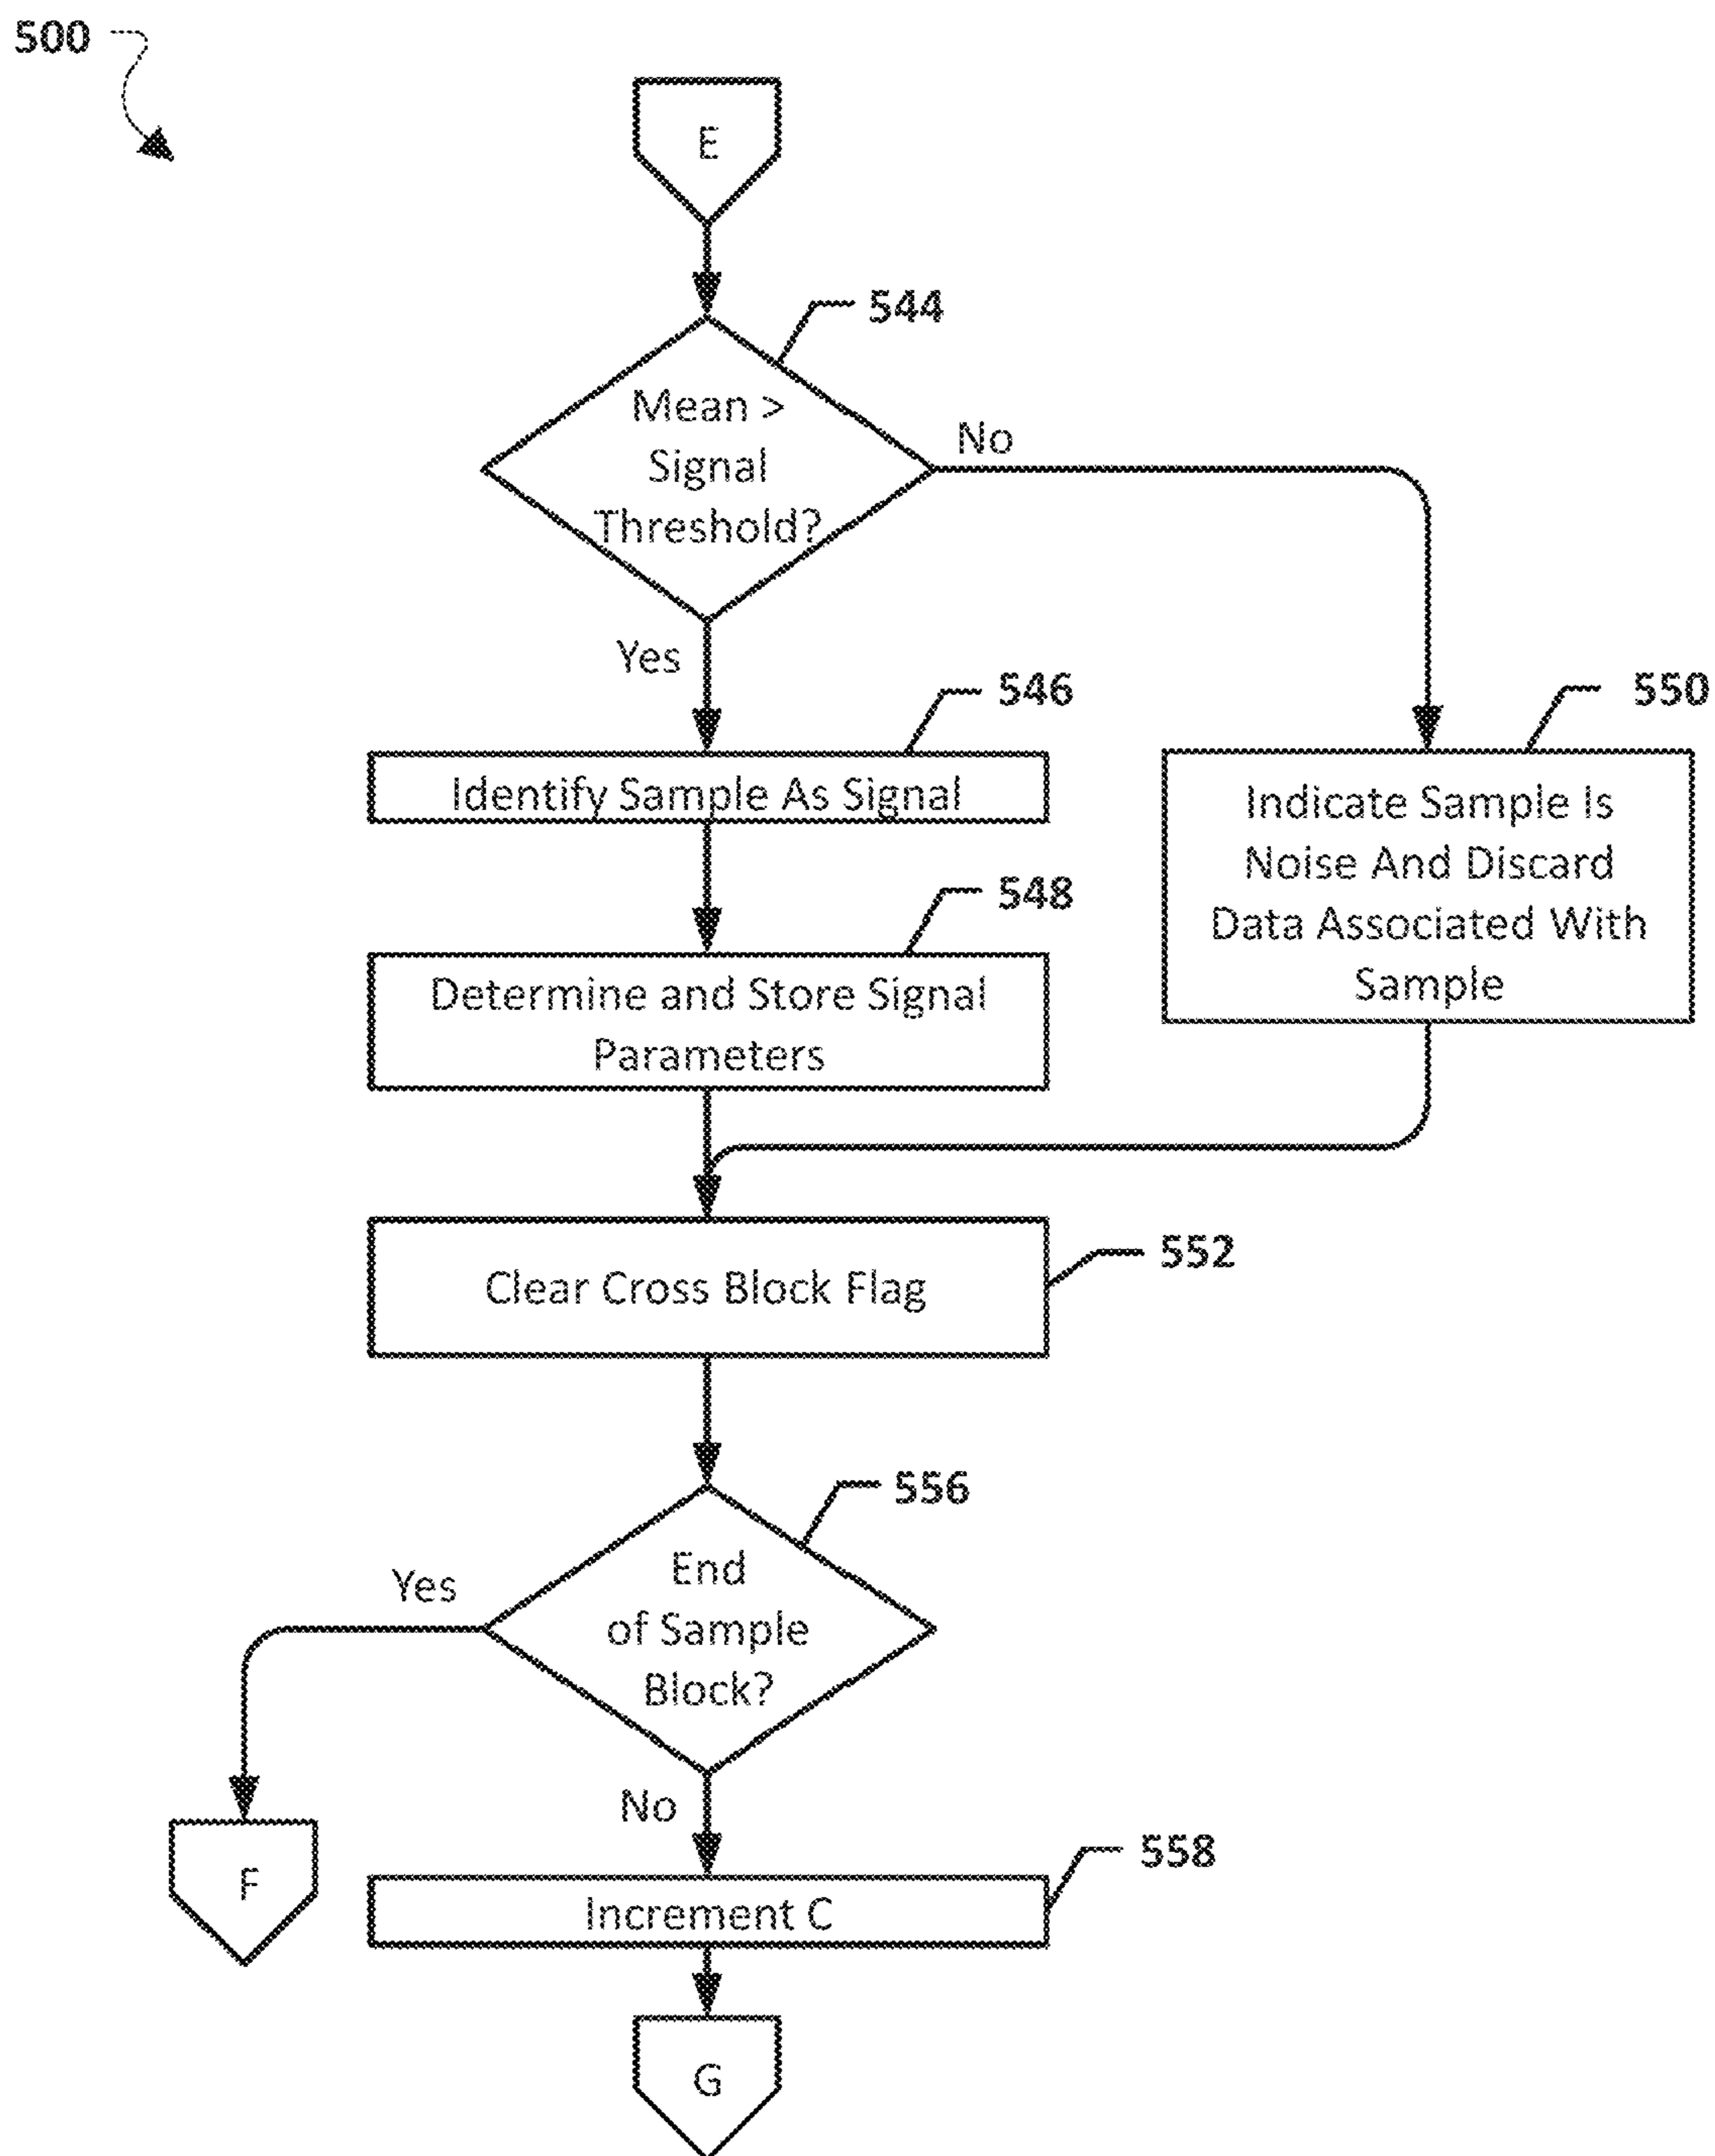 500
E
544
Mean >
Signal
Threshold?
No
Yes
546
Identify Sample As Signal
550
Indicate Sample Is
Noise And Discard
Data Associated With
Sample
548
Determine and Store Signal
Parameters
552
Clear Cross Block Flag
556
End
of Sample
Block?
Yes
No
F
558
Increment C
G